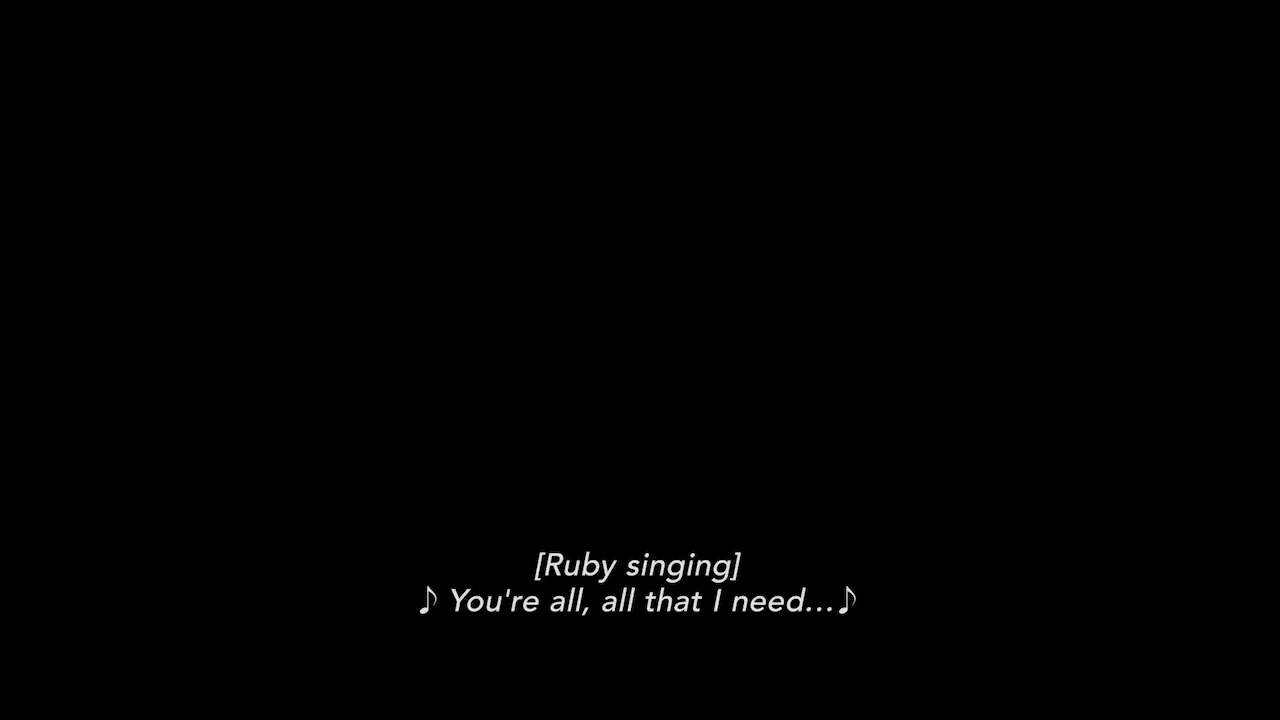 [Ruby singing]
♪ You're all, all that I need...♪